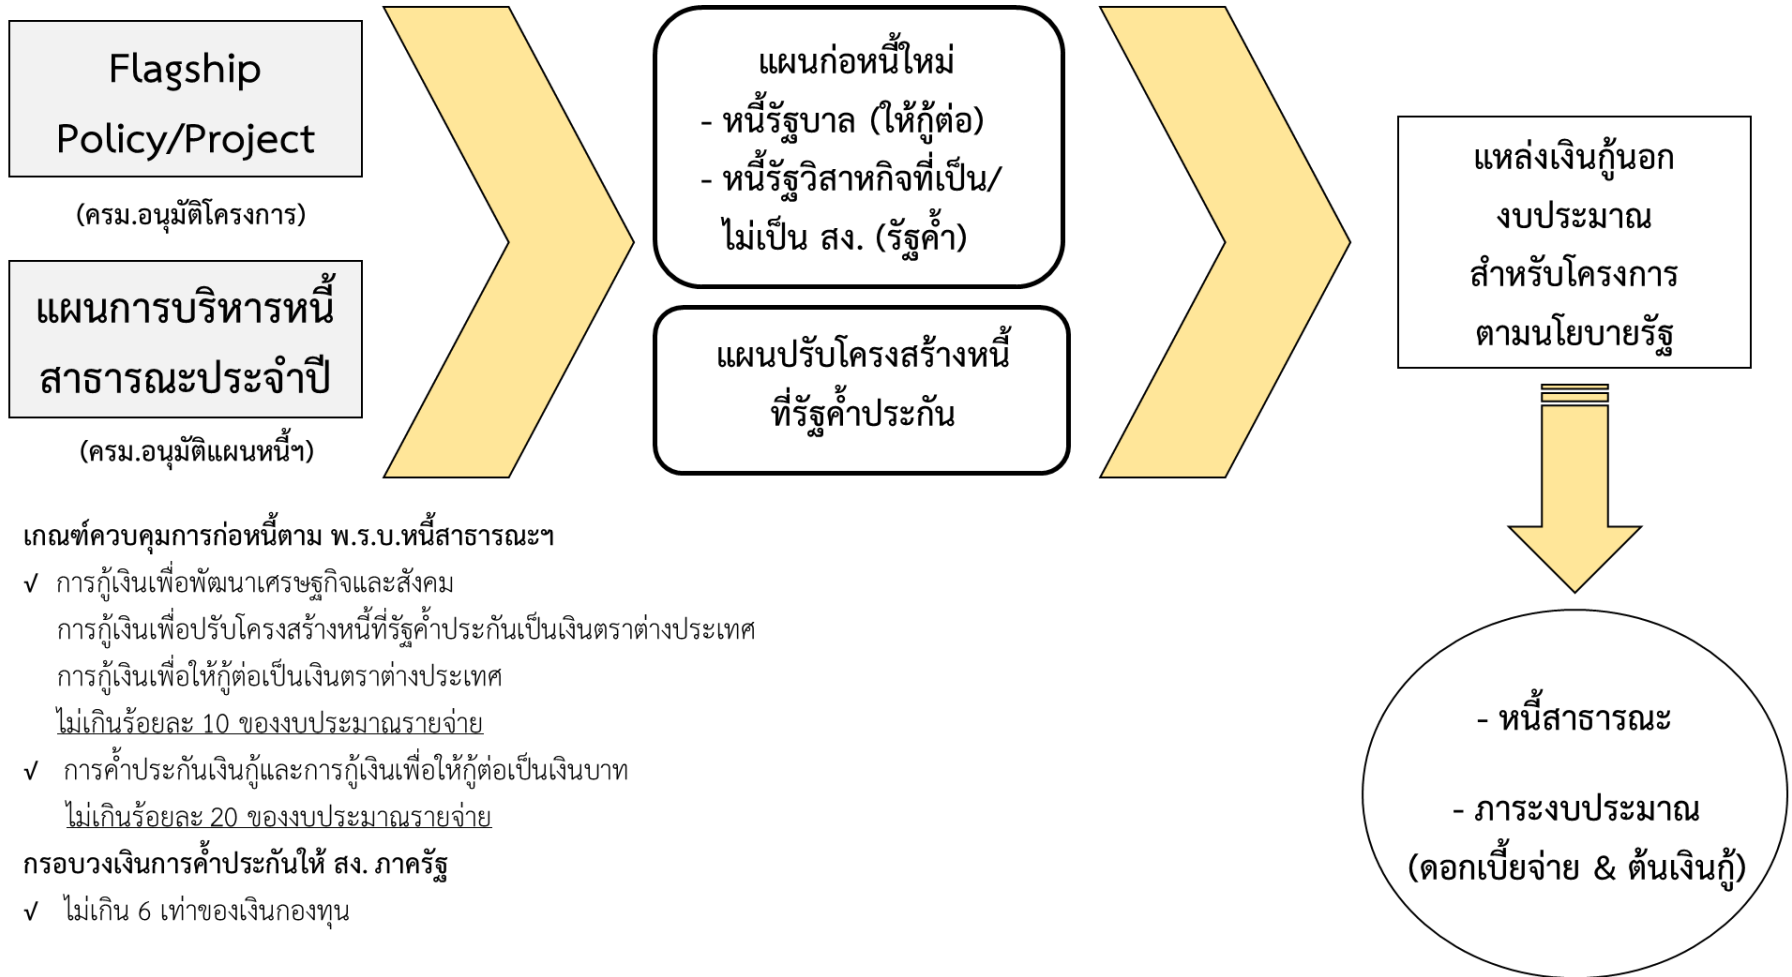 Flagship
Policy/Project
(ครม.อนุมัติโครงการ)
แผนการบริหารหนี้
สาธารณะประจำปี
(ครม.อนุมัติแผนหนี้ฯ)
แผนก่อหนี้ใหม่
- หนี้รัฐบาล (ให้กู้ต่อ)
- หนี้รัฐวิสาหกิจที่เป็น/
ไม่เป็น สง. (รัฐค้ำ)
แผนปรับโครงสร้างหนี้
ที่รัฐค้ำประกัน
แหล่งเงินกู้นอก
งบประมาณ
สำหรับโครงการ
ตามนโยบายรัฐ
- หนี้สาธารณะ
- ภาระงบประมาณ
(ดอกเบี้ยจ่าย & ต้นเงินกู้)
เกณฑ์ควบคุมการก่อหนี้ตาม พ.ร.บ.หนี้สาธารณะฯ
√ การกู้เงินเพื่อพัฒนาเศรษฐกิจและสังคม
การกู้เงินเพื่อปรับโครงสร้างหนี้ที่รัฐค้ำประกันเป็นเงินตราต่างประเทศ
การกู้เงินเพื่อให้กู้ต่อเป็นเงินตราต่างประเทศ
ไม่เกินร้อยละ 10 ของงบประมาณรายจ่าย
√ การค้ำประกันเงินกู้และการกู้เงินเพื่อให้กู้ต่อเป็นเงินบาท
ไม่เกินร้อยละ 20 ของงบประมาณรายจ่าย
กรอบวงเงินการค้ำประกันให้ สง. ภาครัฐ
√ ไม่เกิน 6 เท่าของเงินกองทุน